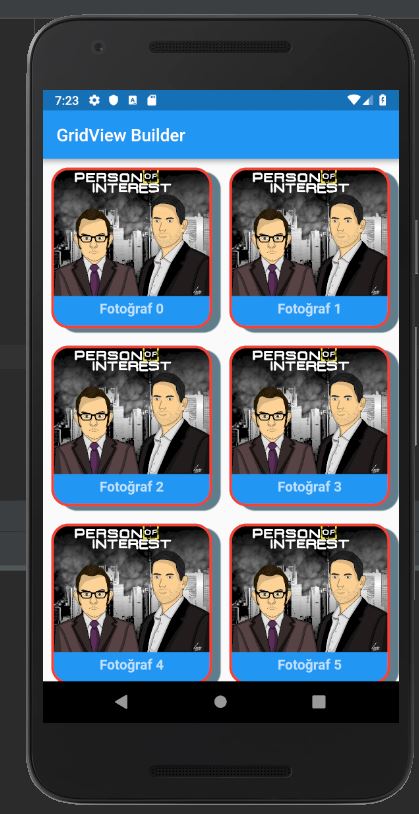 7:23
GridView Builder
PERSON OF
INTEREST
PERSON OF
INTEREST
Fotoğraf 0
Fotoğraf 1
PERSON OF
INTEREST
PERSON OF
INTEREST
Fotoğraf 2
Fotoğraf 3
PERSON OF
INTEREST
PERSON OF
INTEREST
Fotoğraf 4
Fotoğraf 5